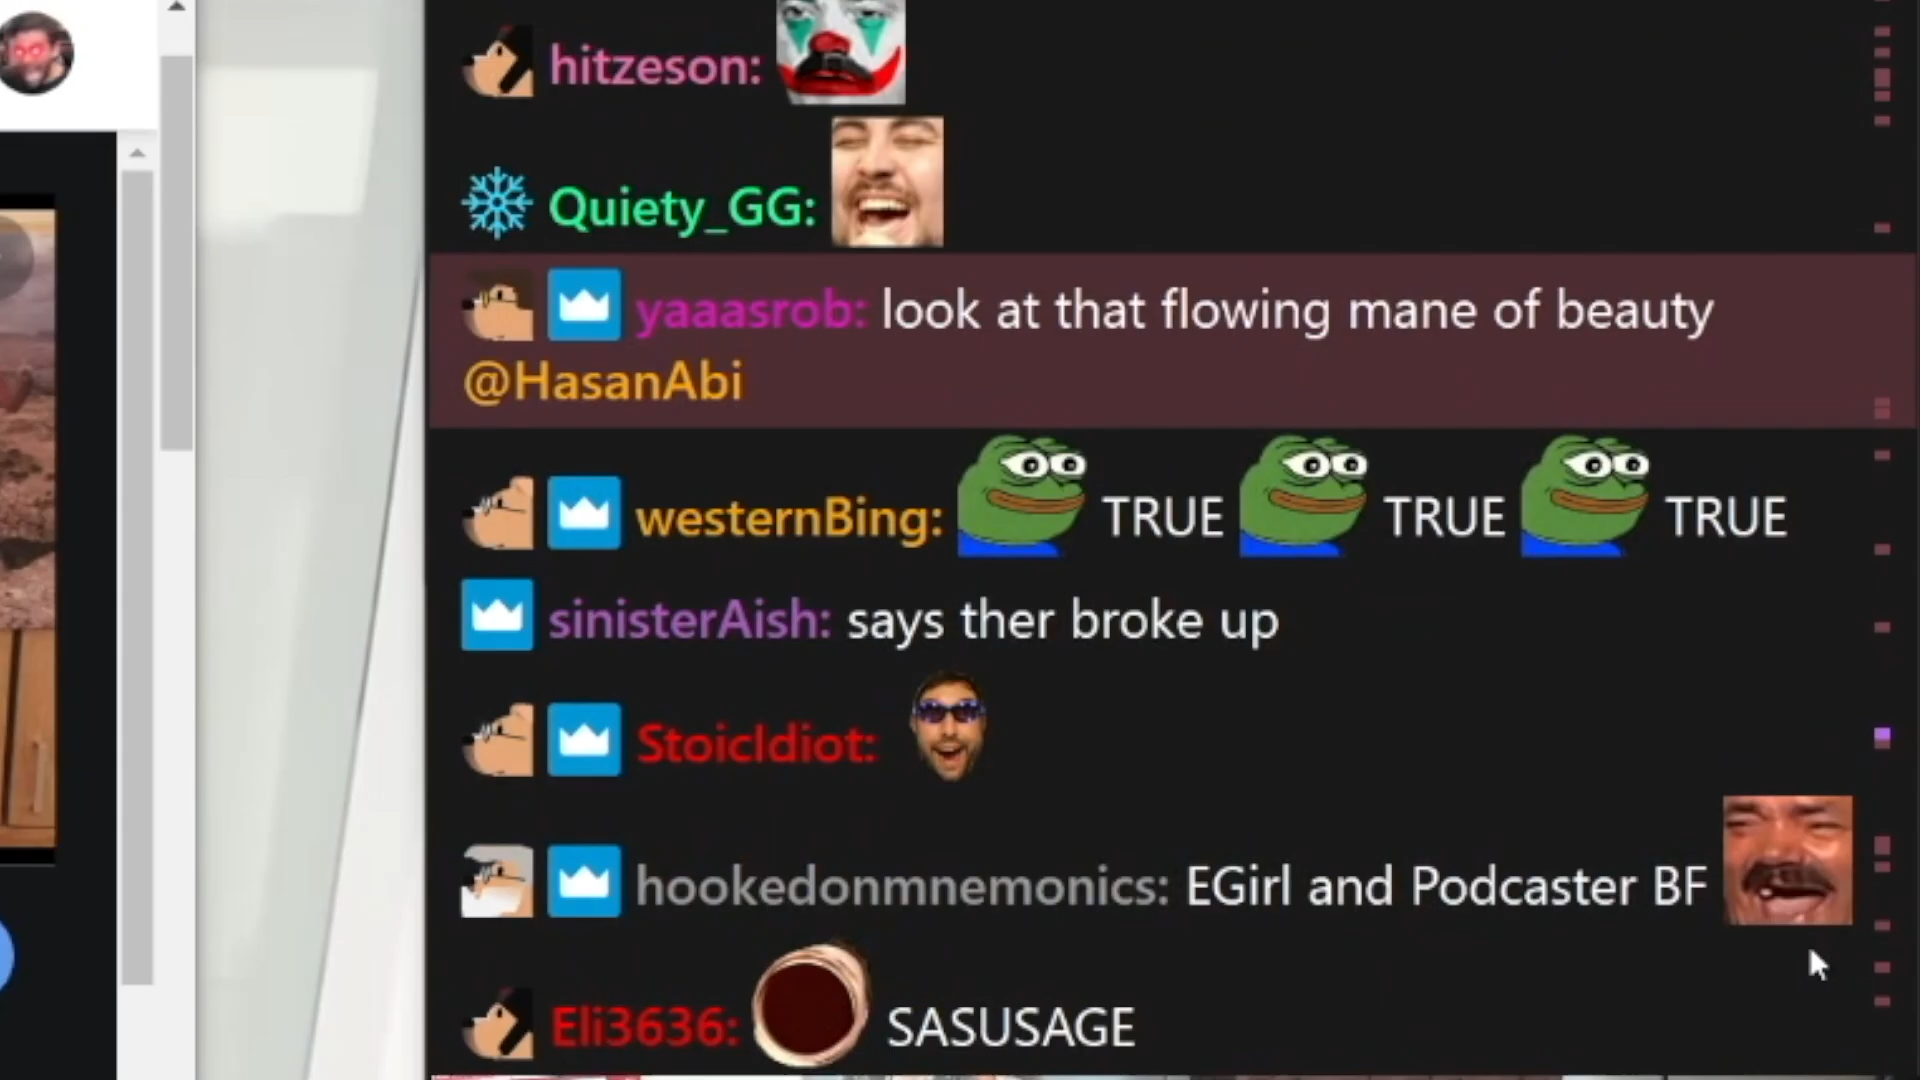 hitzeson:
Quiety_GG:
yaaasrob: look at that flowing mane of beauty
@HasanAbi
westernBing: TRUE TRUE TRUE
sinisterAish: says ther broke up
StoicIdiot:
hookedonmnemonics: EGirl and Podcaster BF
Eli3636: SASUSAGE